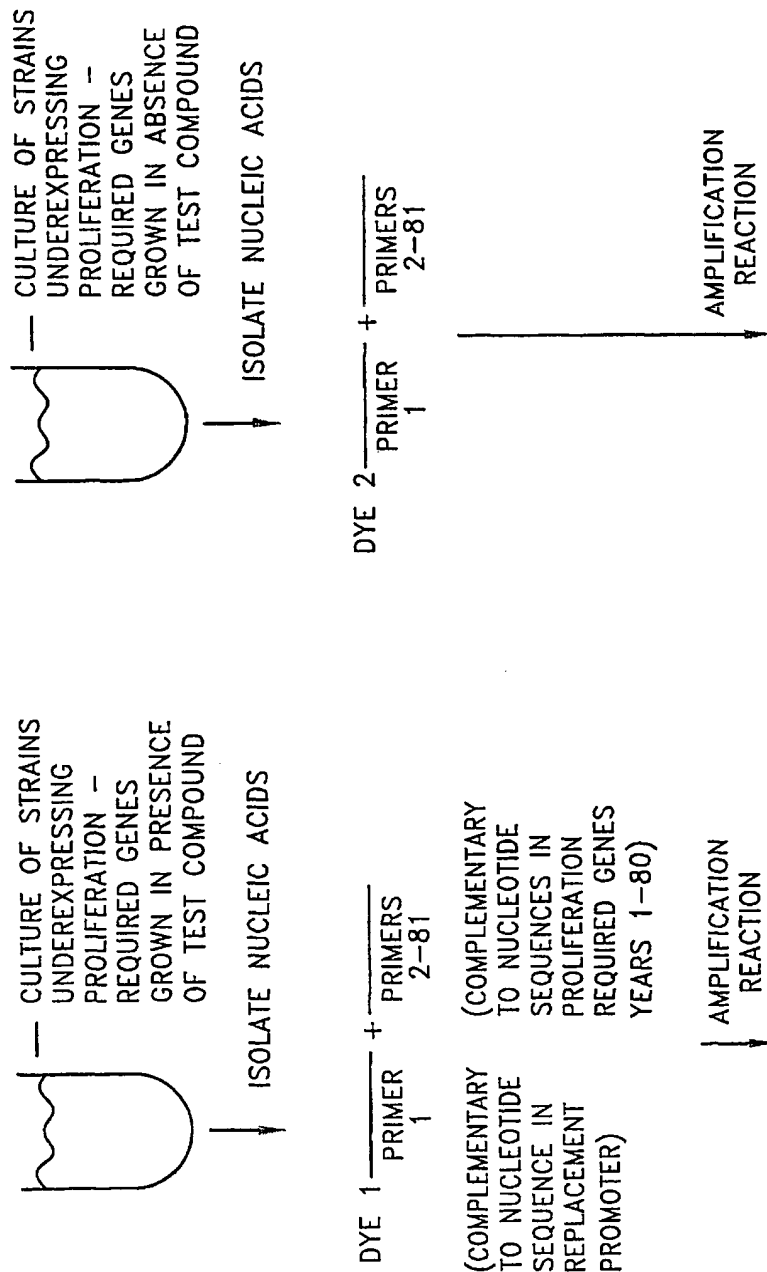 — CULTURE OF STRAINS
UNDEREXPRESSING
PROLIFERATION –
REQUIRED GENES
GROWN IN PRESENCE
OF TEST COMPOUND
ISOLATE NUCLEIC ACIDS
DYE 1 + 
PRIMER
1
PRIMERS
2–81
(COMPLEMENTARY
TO NUCLEOTIDE
SEQUENCE IN
REPLACEMENT
PROMOTER)
(COMPLEMENTARY
TO NUCLEOTIDE
SEQUENCES IN
PROLIFERATION
REQUIRED GENES
YEARS 1–80)
AMPLIFICATION
REACTION
— CULTURE OF STRAINS
UNDEREXPRESSING
PROLIFERATION –
REQUIRED GENES
GROWN IN ABSENCE
OF TEST COMPOUND
ISOLATE NUCLEIC ACIDS
DYE 2 +
PRIMER
1
PRIMERS
2–81
AMPLIFICATION
REACTION